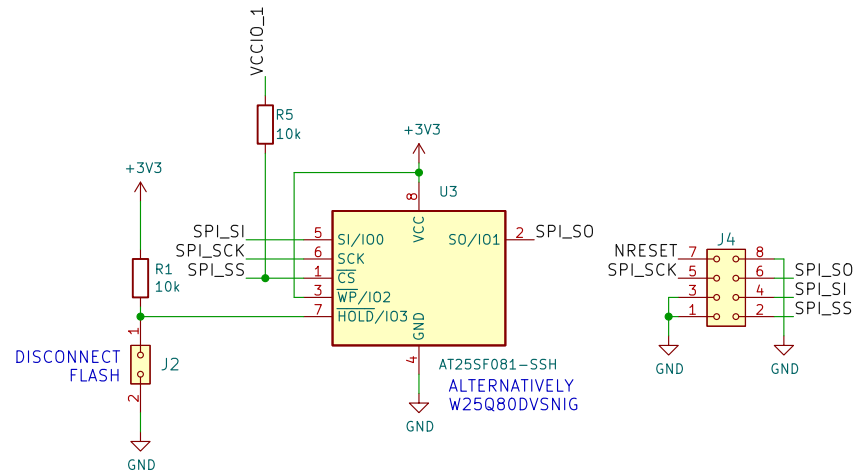 VCCIO_1
R5
10k
+3V3
+3V3
U3
8
VCC
SPI_SI
5
SI/IO0
SO/IO1
2
SPI_SO
SPI_SCK
6
SCK
SPI_SS
1
CS
3
WP/IO2
7
HOLD/IO3
GND
4
R1
10k
1
J2
2
DISCONNECT
FLASH
GND
AT25SF081-SSH
ALTERNATIVELY
W25Q80DVSNIG
GND
J4
NRESET
7
8
SPI_SCK
5
6
SPI_SO
3
4
SPI_SI
1
2
SPI_SS
GND
GND